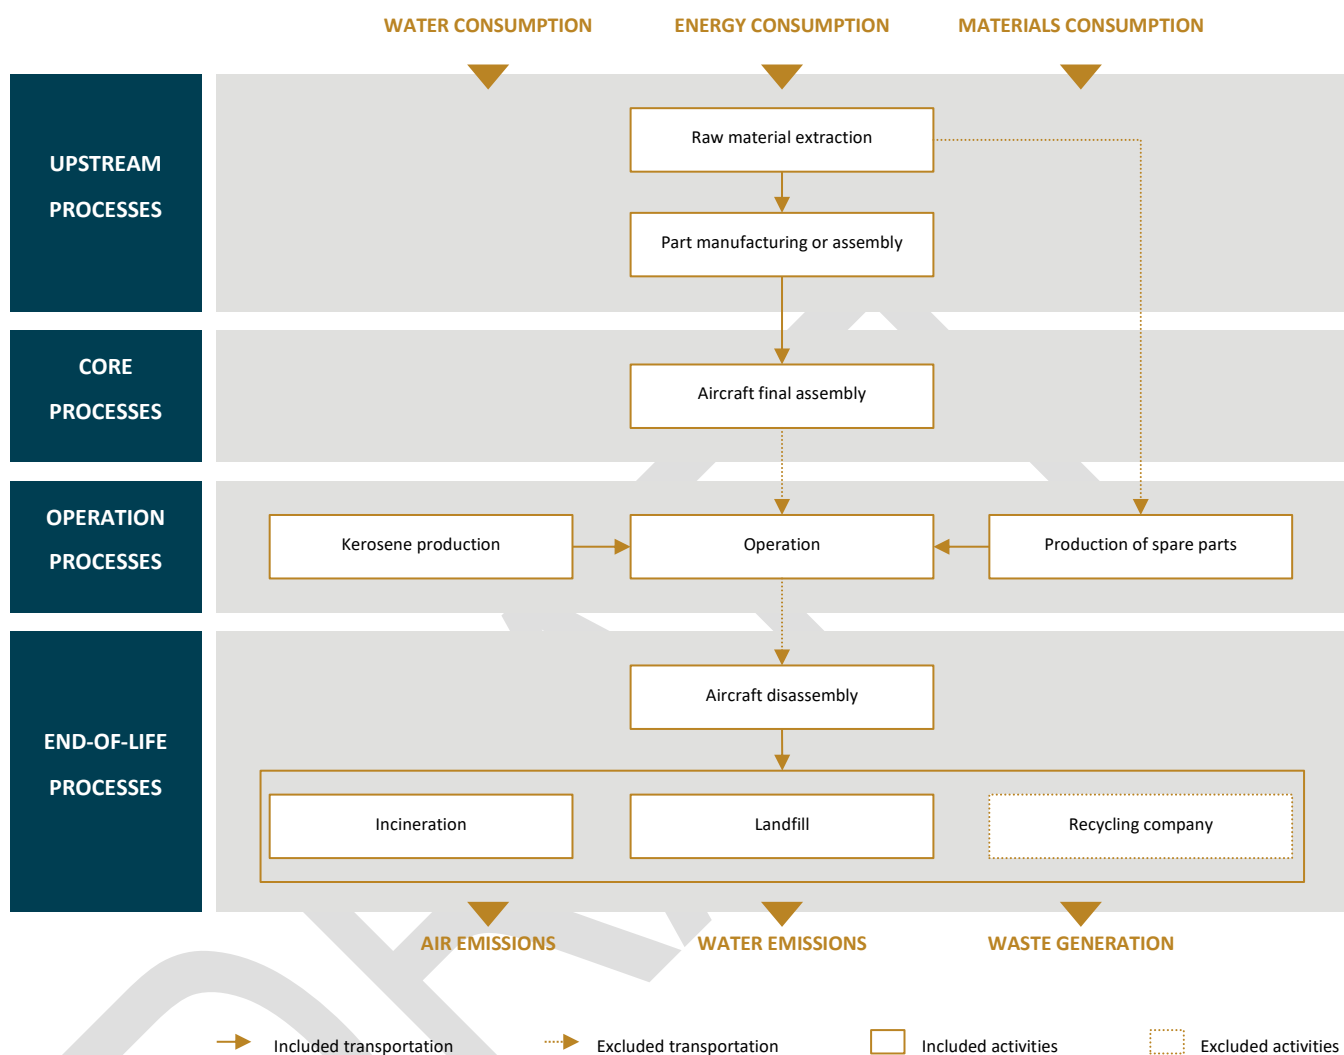 WATER CONSUMPTION
ENERGY CONSUMPTION
MATERIALS CONSUMPTION
UPSTREAM
PROCESSES
Raw material extraction
Part manufacturing or assembly
CORE
PROCESSES
Aircraft final assembly
OPERATION
PROCESSES
Kerosene production
Operation
Production of spare parts
END-OF-LIFE
PROCESSES
Aircraft disassembly
Incineration
Landfill
Recycling company
AIR EMISSIONS
WATER EMISSIONS
WASTE GENERATION
Included transportation
Excluded transportation
Included activities
Excluded activities